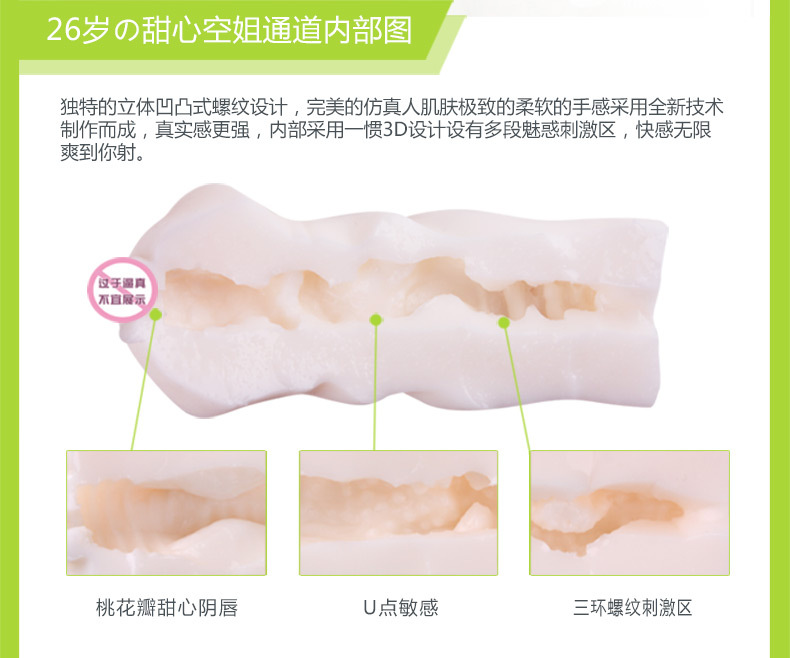 26岁の甜心空姐通道内部图
独特的立体凹凸式螺纹设计，完美的仿真人肌肤极致的柔软的手感采用全新技术
制作而成，真实感更强，内部采用一惯3D设计设有多段魅惑刺激区，快感无限
爽到你射。
过于逼真
不宜展示
桃花瓣甜心阴唇
U点敏感
三环螺纹刺激区